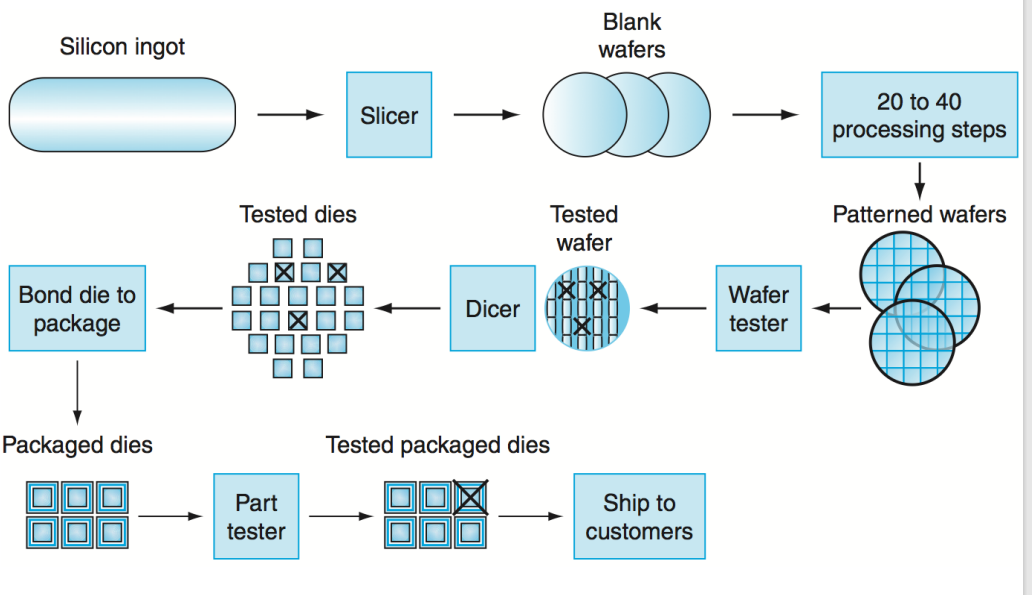 Silicon ingot
Slicer
Blank
wafers
20 to 40
processing steps
Patterned wafers
Wafer
tester
Tested
wafer
Dicer
Tested dies
Bond die to
package
Packaged dies
Part
tester
Tested packaged dies
Ship to
customers